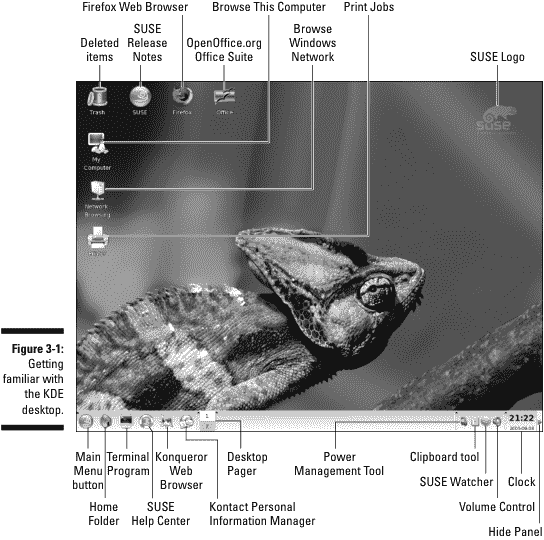 Firefox Web Browser
Browse This Computer
Print Jobs
Deleted
items
SUSE
Release
Notes
OpenOffice.org
Office Suite
Browse
Windows
Network
SUSE Logo
Trash
SUSE
Firefox
Office
SUSE
My
Computer
Network
Browsing
Figure 3-1:
Getting
familiar with
the KDE
desktop.
1
2
21:22
Main
Menu
button
Terminal
Program
Konqueror
Web
Browser
Desktop
Pager
Power
Management Tool
Clipboard tool
SUSE Watcher
Clock
Home
Folder
SUSE
Help Center
Kontact Personal
Information Manager
Volume Control
Hide Panel